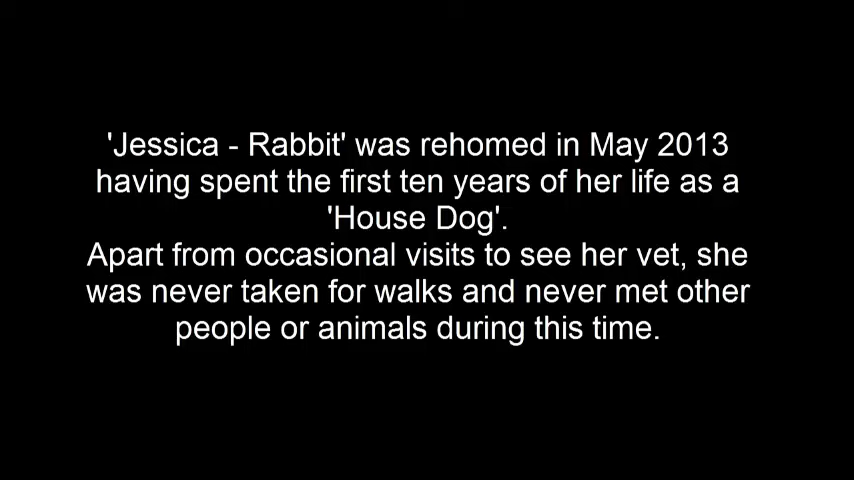 'Jessica - Rabbit' was rehomed in May 2013
having spent the first ten years of her life as a
'House Dog'.
Apart from occasional visits to see her vet, she
was never taken for walks and never met other
people or animals during this time.